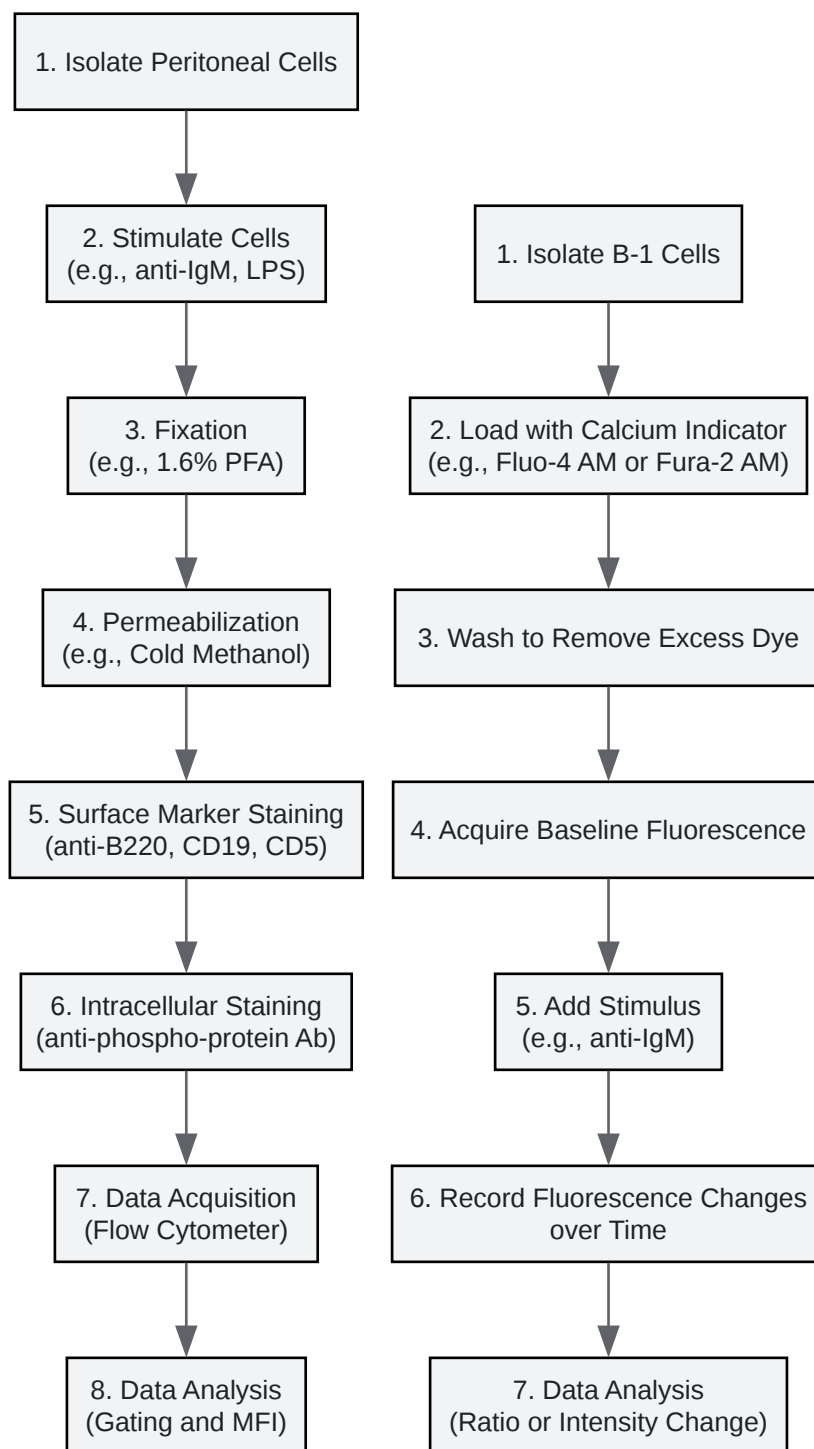 1. Isolate Peritoneal Cells
2. Stimulate Cells
(e.g., anti-IgM, LPS)
3. Fixation
(e.g., 1.6% PFA)
4. Permeabilization
(e.g., Cold Methanol)
5. Surface Marker Staining
(anti-B220, CD19, CD5)
6. Intracellular Staining
(anti-phospho-protein Ab)
7. Data Acquisition
(Flow Cytometer)
8. Data Analysis
(Gating and MFI)
1. Isolate B-1 Cells
2. Load with Calcium Indicator
(e.g., Fluo-4 AM or Fura-2 AM)
3. Wash to Remove Excess Dye
4. Acquire Baseline Fluorescence
5. Add Stimulus
(e.g., anti-IgM)
6. Record Fluorescence Changes
over Time
7. Data Analysis
(Ratio or Intensity Change)